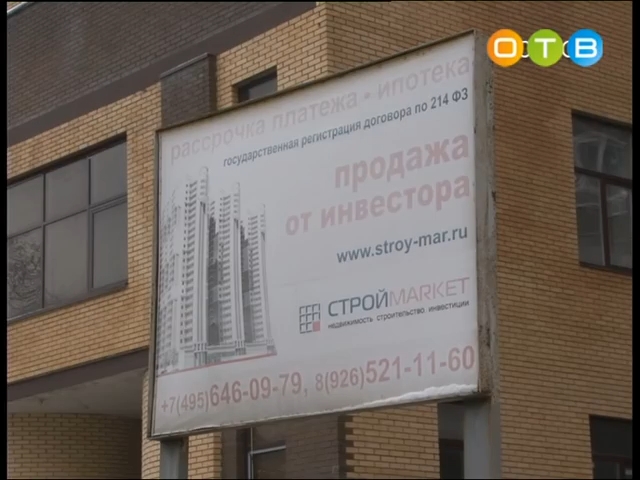 ОТВ
рассрочка платежа - ипотека
государственная регистрация договора по 214 ФЗ
продажа
от инвестора
www.stroy-mar.ru
СТРОЙMARKET
недвижимость строительство инвестиции
+7(495)646-09-79, 8(926)521-11-60